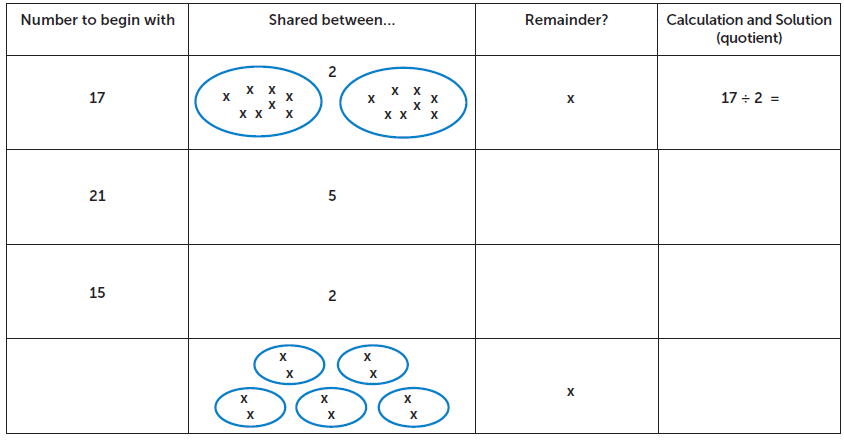 Number to begin with
Shared between...
Remainder?
Calculation and Solution
(quotient)
17
2
x x x x x x x x
x x x x x x x x
x
17 ÷ 2 =
21
5
15
2
x x
x x
x x
x x
x x
x